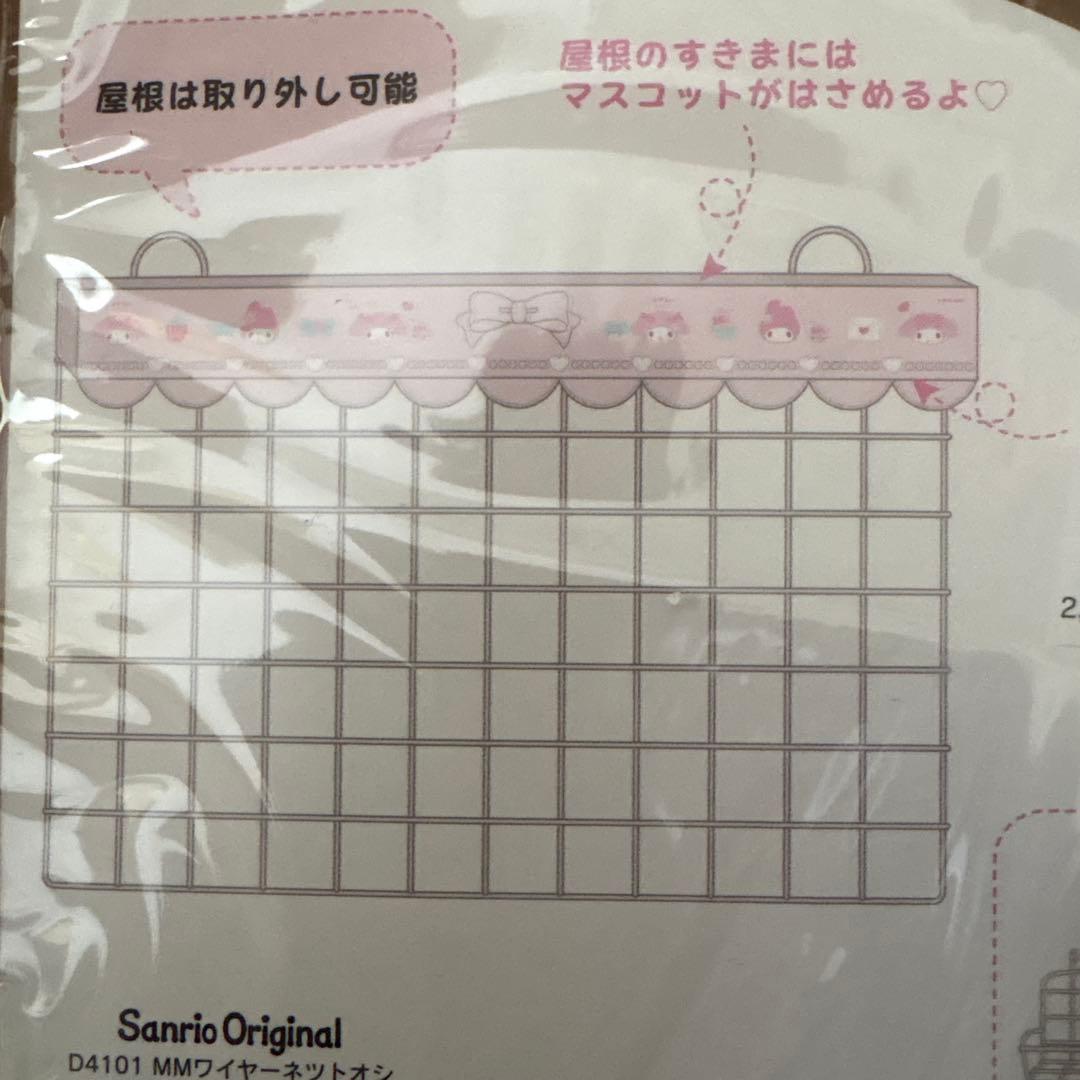 屋根は取り外し可能
屋根のすきまには
マスコットがはさめるよ♡
2.
Sanrio Original
D4101 MMワイヤーネットオシ